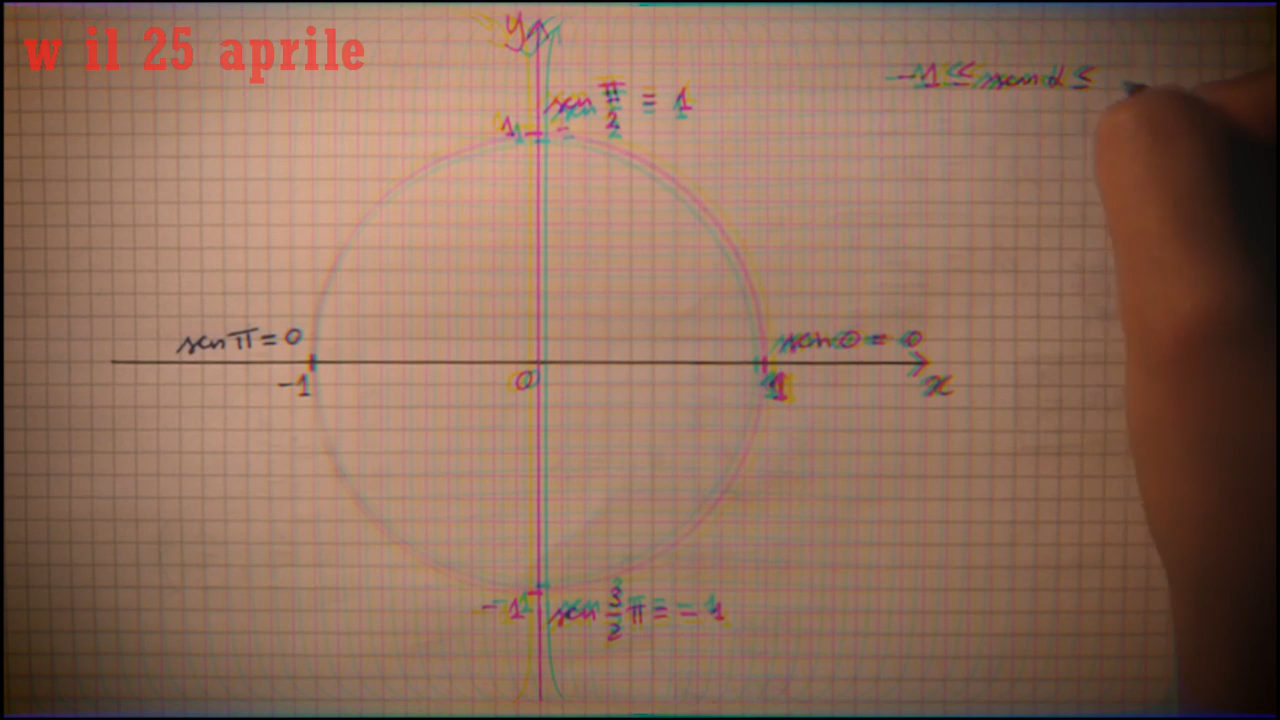 w il 25 aprile
y
-1 ≤ sen α ≤
sen π/2 = 1
1
sen π = 0
sen 0 = 0
-1
0
1
x
-1
sen 3/2 π = -1